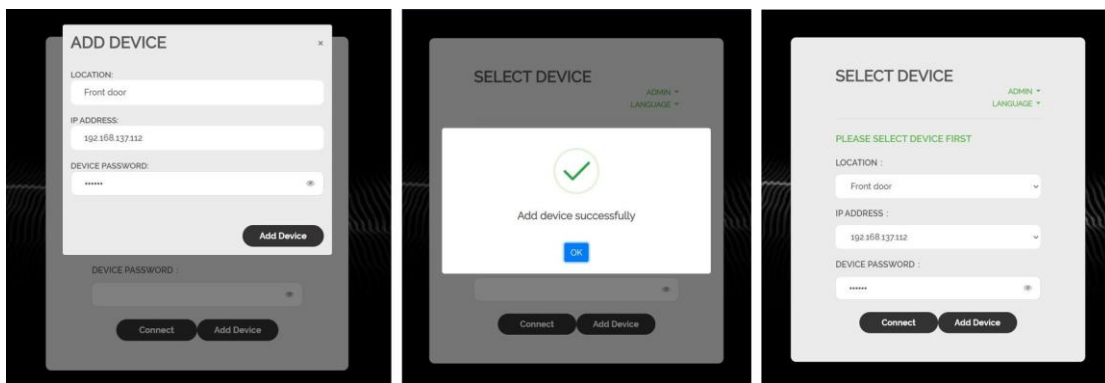 ADD DEVICE
×
LOCATION:
Front door
IP ADDRESS:
192.168.137.112
DEVICE PASSWORD:
••••••
Add Device
DEVICE PASSWORD :
Connect
Add Device
SELECT DEVICE
ADMIN
LANGUAGE
Add device successfully
OK
Connect
Add Device
SELECT DEVICE
ADMIN
LANGUAGE
PLEASE SELECT DEVICE FIRST
LOCATION :
Front door
IP ADDRESS :
192.168.137.112
DEVICE PASSWORD :
••••••
Connect
Add Device